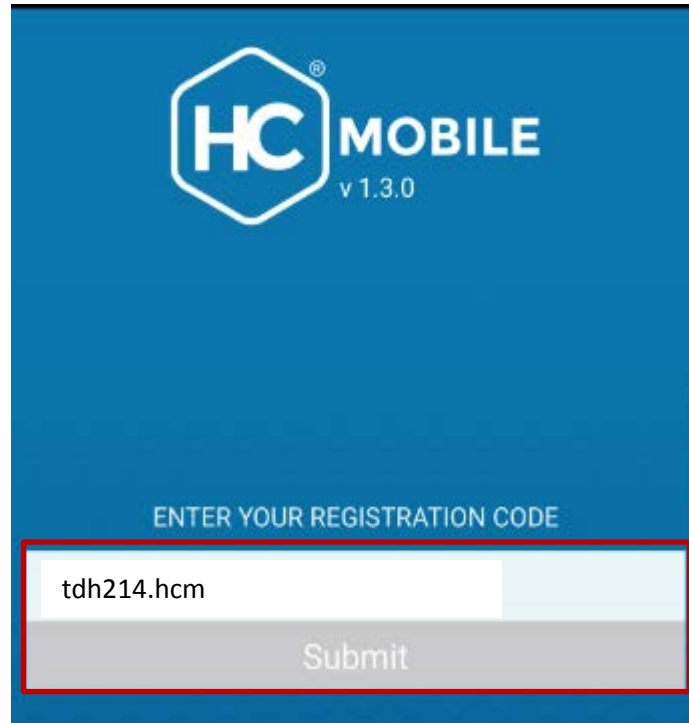 HC®
MOBILE
v 1.3.0
ENTER YOUR REGISTRATION CODE
tdh214.hcm
Submit